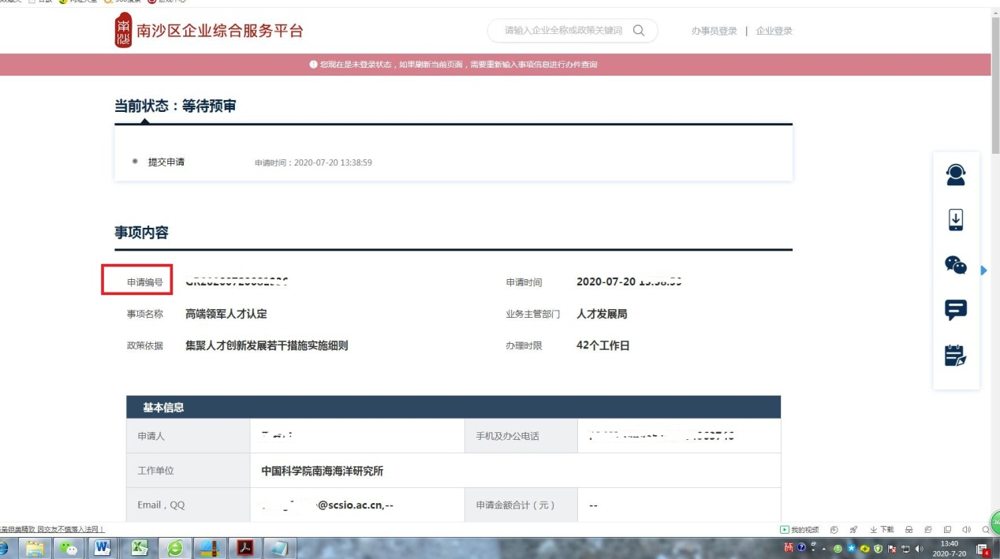 南沙
南沙区企业综合服务平台
请输入企业全称或政策关键词
办事员登录 | 企业登录
您现在是未登录状态，如果刷新当前页面，需要重新输入事项信息进行办件查询
当前状态：等待预审
提交申请 申请时间：2020-07-20 13:38:59
事项内容
申请编号 申请时间 2020-07-20
事项名称 高端领军人才认定 业务主管部门 人才发展局
政策依据 集聚人才创新发展若干措施实施细则 办理时限 42个工作日
基本信息
申请人 手机及办公电话
工作单位 中国科学院南海海洋研究所
Email，QQ @scsio.ac.cn,-- 申请金额合计（元） --
我的视频 下载
13:40
2020-7-20